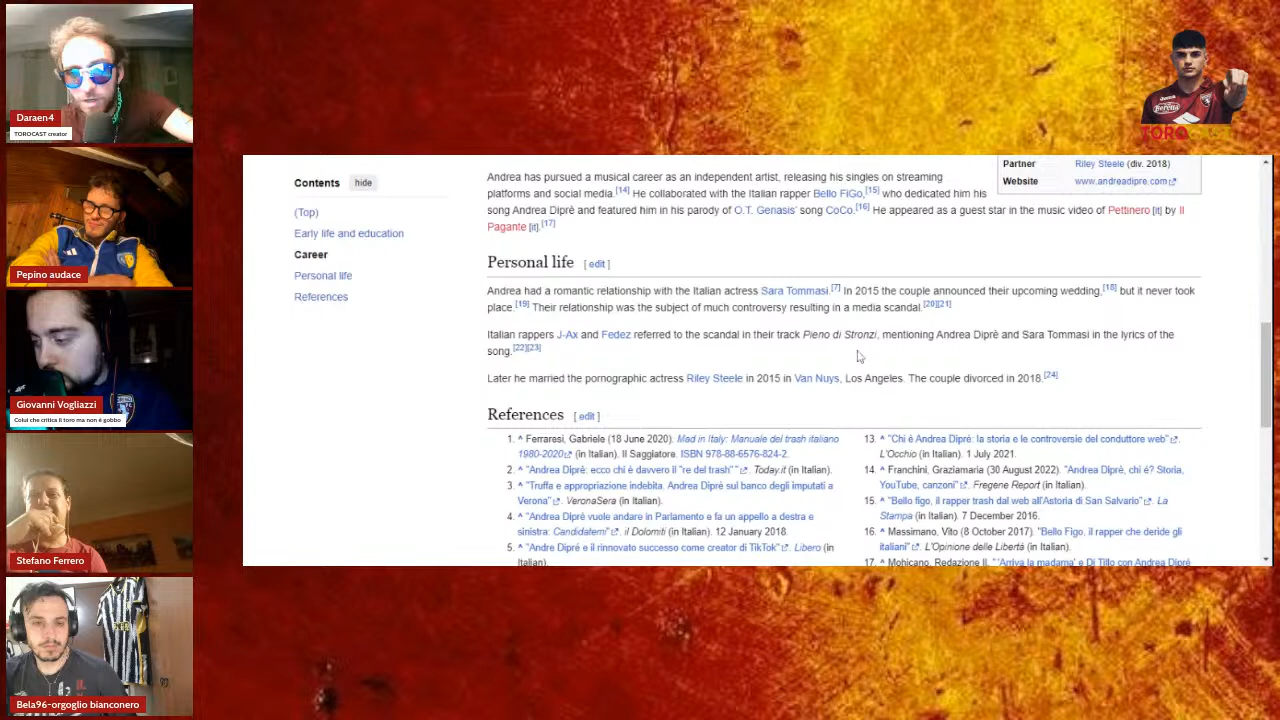 Daraen4
TOROCAST creator
Pepino audace
Giovanni Vogliazzi
Colui che critica il toro ma non é gobbo
Stefano Ferrero
Bela96-orgoglio bianconero
Beretta
TOROCAST
Contents hide
(Top)
Early life and education
Career
Personal life
References
Partner Riley Steele (div. 2018)
Website www.andreadipre.com
Andrea has pursued a musical career as an independent artist, releasing his singles on streaming
platforms and social media.[14] He collaborated with the Italian rapper Bello FiGo,[15] who dedicated him his
song Andrea Diprè and featured him in his parody of O.T. Genasis' song CoCo.[16] He appeared as a guest star in the music video of Pettinero [it] by Il
Pagante [it].[17]
Personal life [ edit ]
Andrea had a romantic relationship with the Italian actress Sara Tommasi.[7] In 2015 the couple announced their upcoming wedding,[18] but it never took
place.[19] Their relationship was the subject of much controversy resulting in a media scandal.[20][21]
Italian rappers J-Ax and Fedez referred to the scandal in their track Pieno di Stronzi, mentioning Andrea Diprè and Sara Tommasi in the lyrics of the
song.[22][23]
Later he married the pornographic actress Riley Steele in 2015 in Van Nuys, Los Angeles. The couple divorced in 2018.[24]
References [ edit ]
1. ^ Ferraresi, Gabriele (18 June 2020). Mad in Italy: Manuale del trash italiano
1980-2020 (in Italian). Il Saggiatore. ISBN 978-88-6576-824-2.
2. ^ "Andrea Diprè: ecco chi è davvero il "re del trash" ". Today.it (in Italian).
3. ^ "Truffa e appropriazione indebita. Andrea Diprè sul banco degli imputati a
Verona". VeronaSera (in Italian).
4. ^ "Andrea Diprè vuole andare in Parlamento e fa un appello a destra e
sinistra: Candidatemi". il Dolomiti (in Italian). 12 January 2018.
5. ^ "Andre Diprè e il rinnovato successo come creator di TikTok". Libero (in
Italian).
13. ^ "Chi è Andrea Diprè: la storia e le controversie del conduttore web".
L'Occhio (in Italian). 1 July 2021.
14. ^ Franchini, Graziamaria (30 August 2022). "Andrea Diprè, chi é? Storia,
YouTube, canzoni". Fregene Report (in Italian).
15. ^ "Bello figo, il rapper trash dal web all'Astoria di San Salvario". La
Stampa (in Italian). 7 December 2016.
16. ^ Massimano, Vito (8 October 2017). "Bello Figo, il rapper che deride gli
italiani". L'Opinione delle Libertà (in Italian).
17. ^ Mohicano, Redazione Il. "'Arriva la madama' e Di Tillo con Andrea Diprè